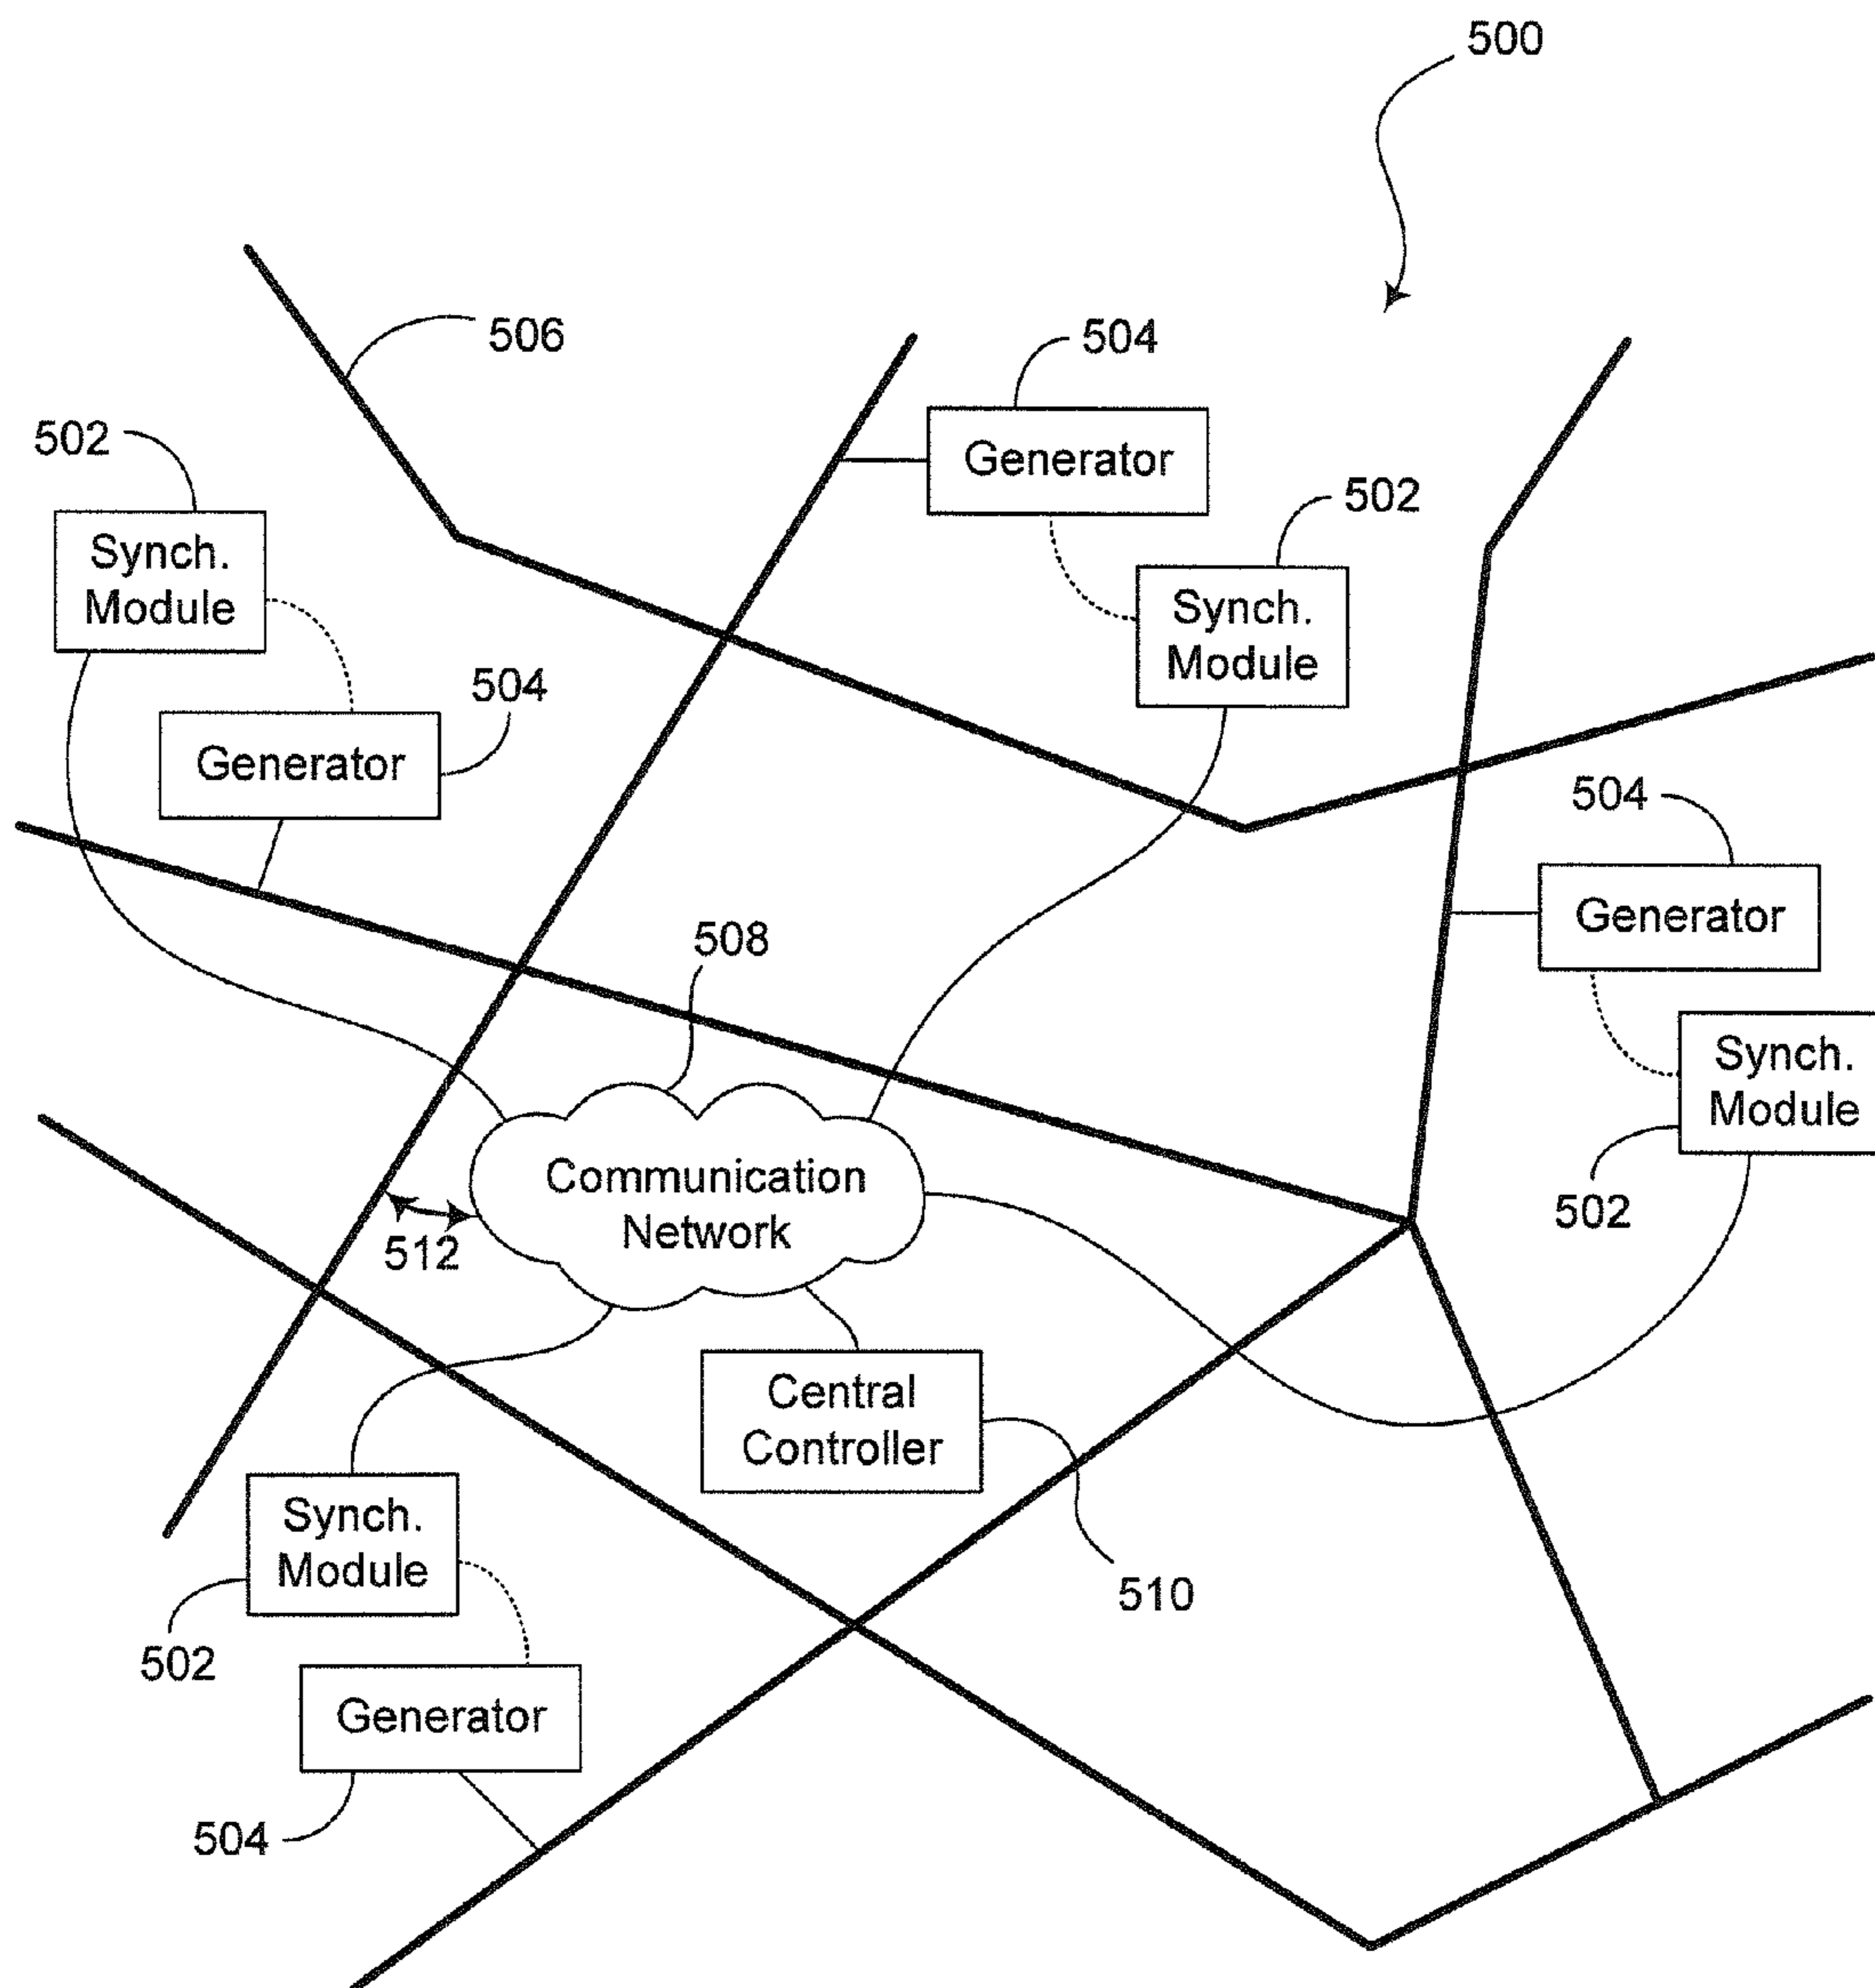 500
506
504
Generator
502
502
Synch.
Module
Synch.
Module
504
Generator
504
Generator
508
Synch.
Module
502
Communication
Network
512
Central
Controller
510
Synch.
Module
502
Generator
504